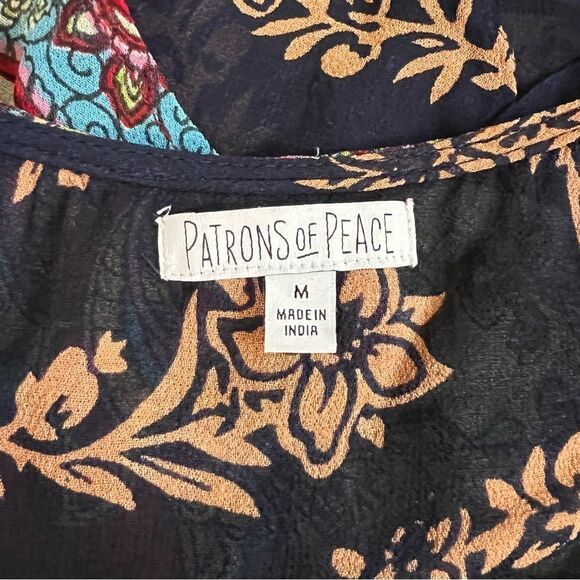 PATRONS OF PEACE
M
MADE IN
INDIA